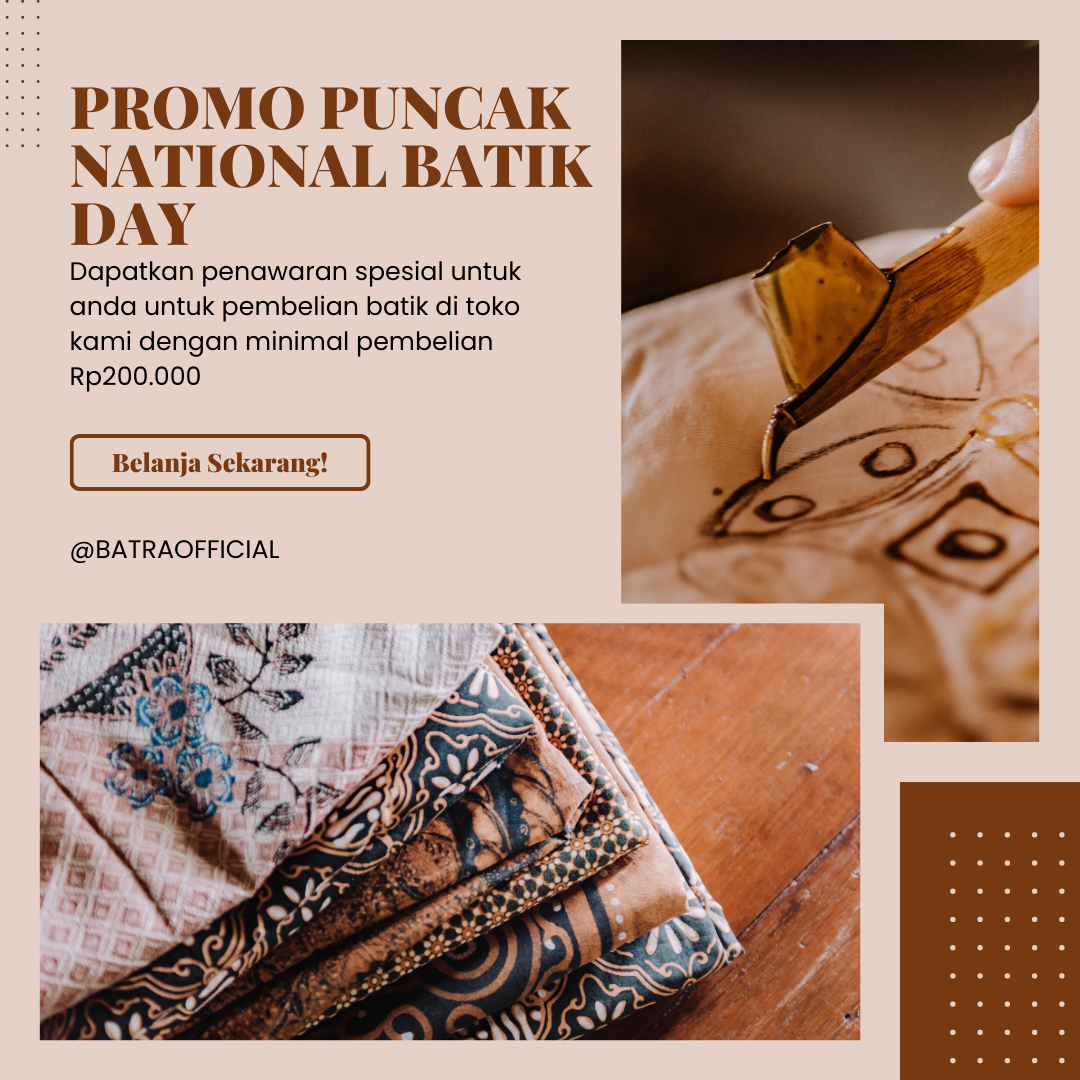 PROMO PUNCAK
NATIONAL BATIK
DAY
Dapatkan penawaran spesial untuk
anda untuk pembelian batik di toko
kami dengan minimal pembelian
Rp200.000
Belanja Sekarang!
@BATRAOFFICIAL